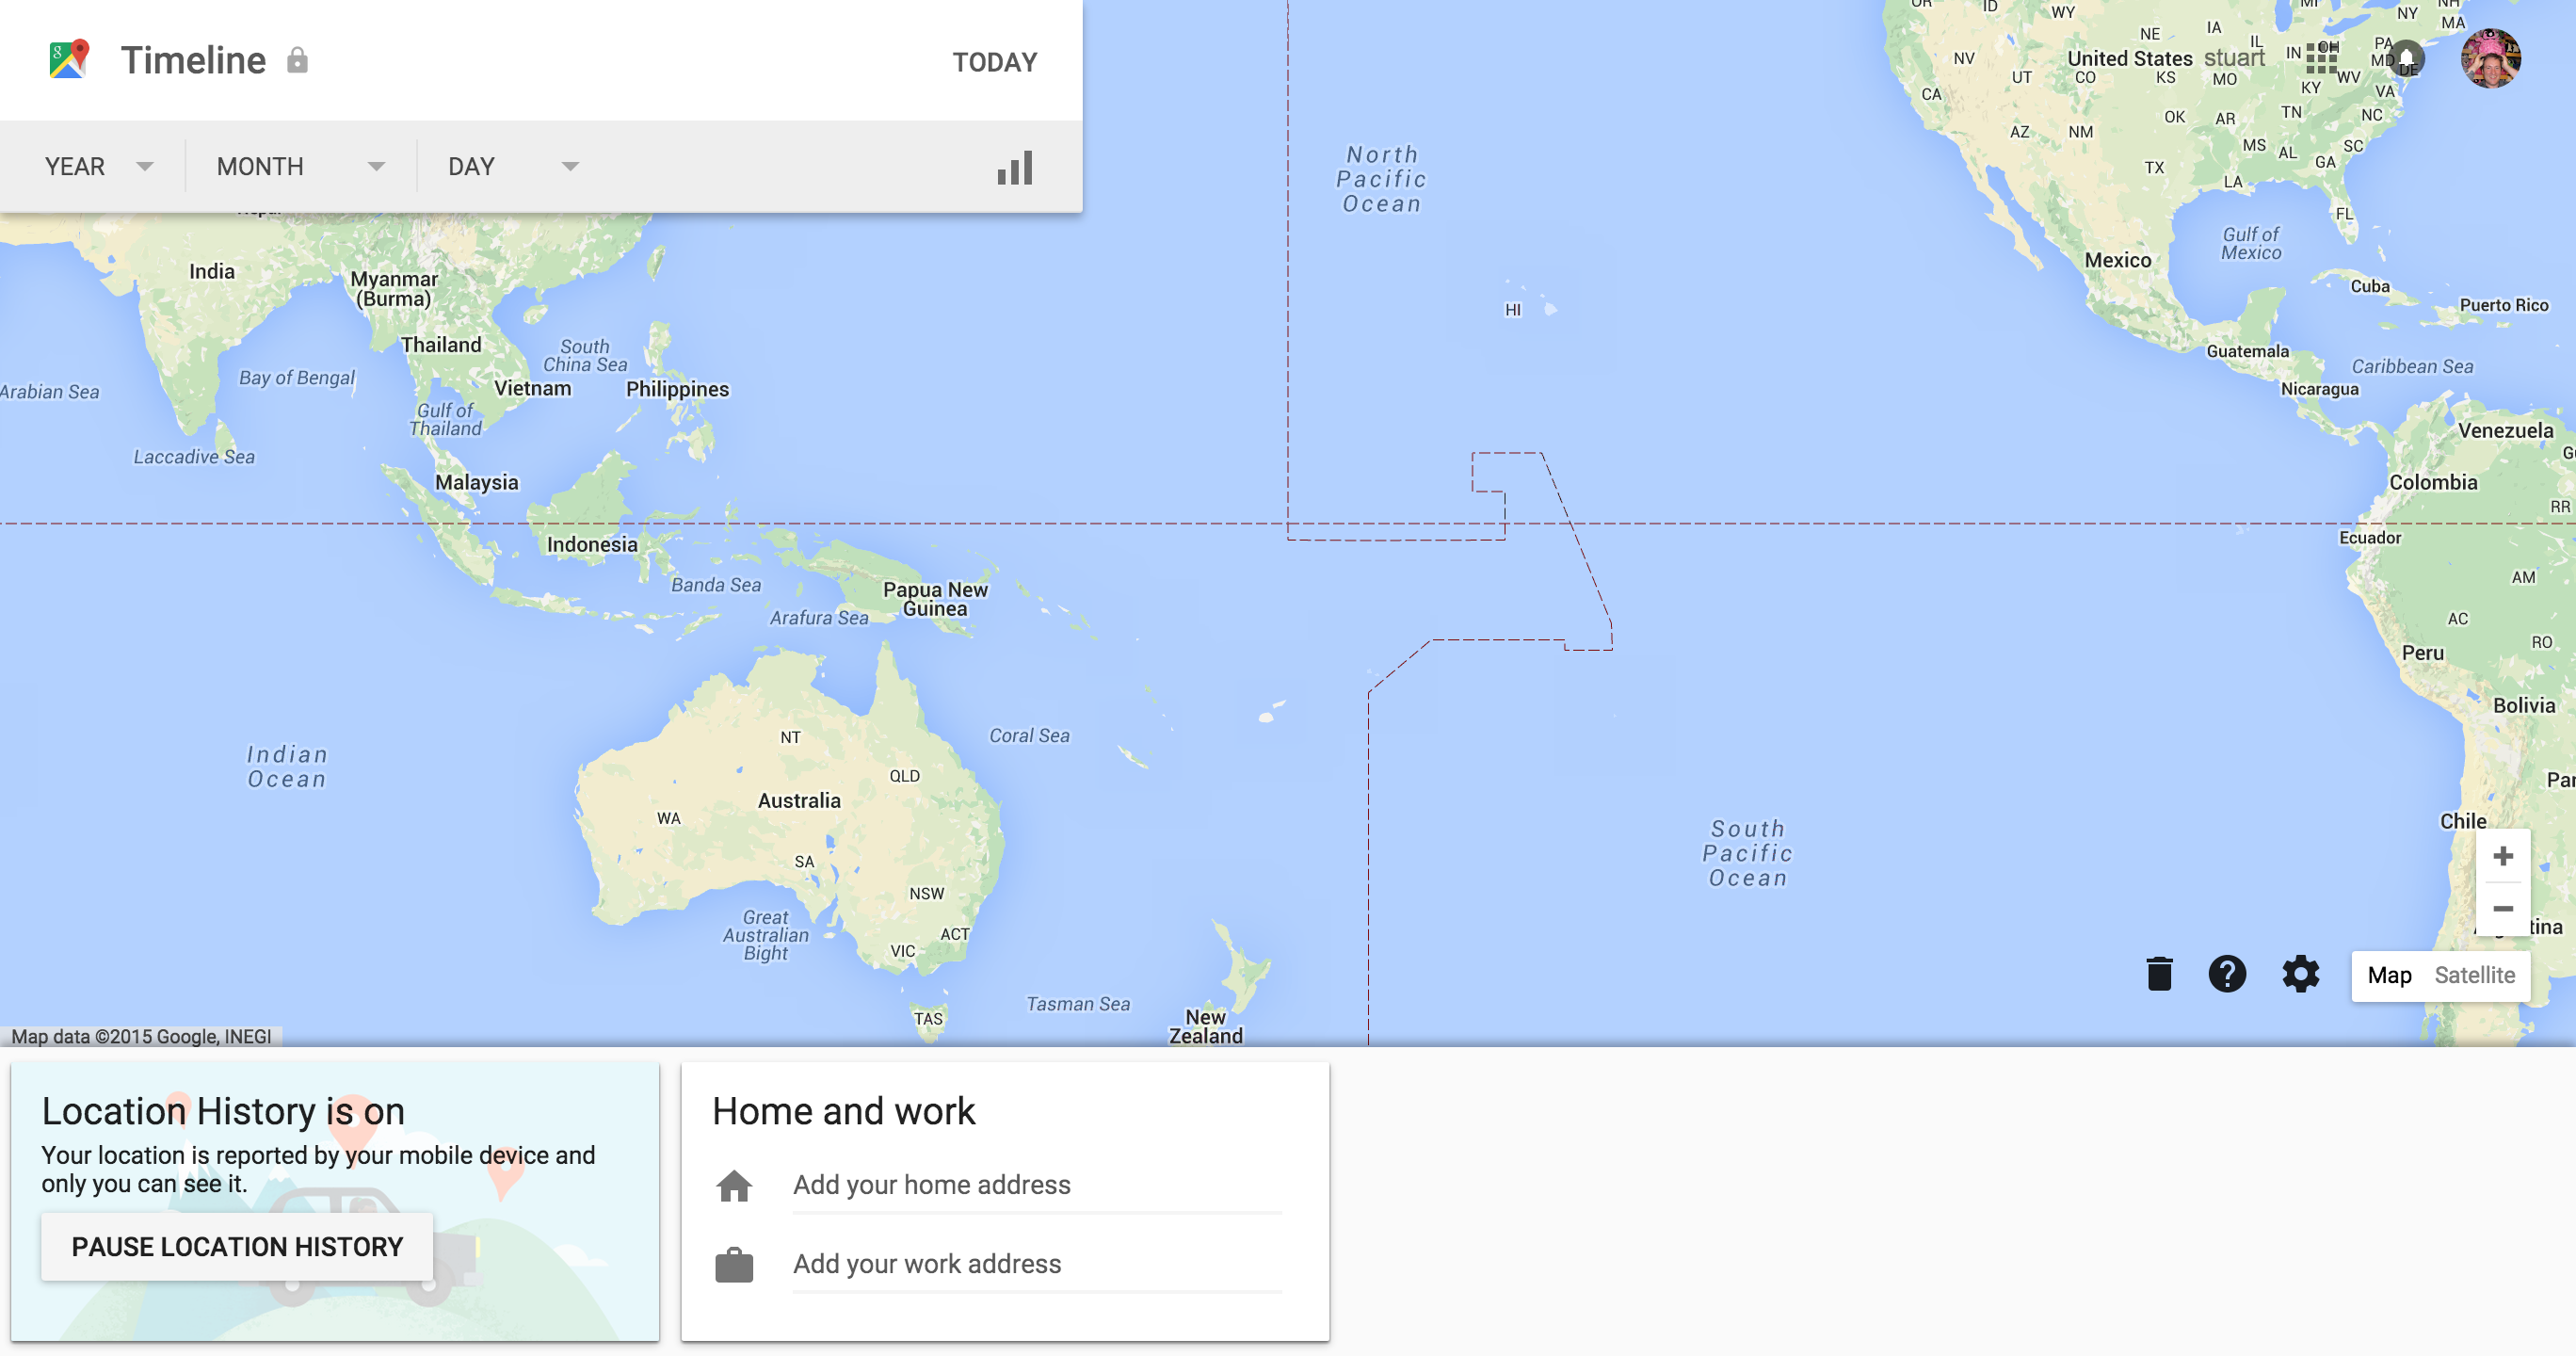 Timeline
TODAY
YEAR
MONTH
DAY
stuart
OR
ID
WY
NE
IA
IL
IN
OH
PA
NY
NH
MA
MI
NV
UT
CO
United States
KS
MO
KY
WV
MD
DE
VA
CA
AZ
NM
OK
AR
TN
NC
TX
MS
AL
GA
SC
LA
FL
North
Pacific
Ocean
Gulf of
Mexico
Mexico
Cuba
Puerto Rico
HI
Guatemala
Caribbean Sea
Nicaragua
Nepal
India
Myanmar
(Burma)
Thailand
South
China Sea
Bay of Bengal
Vietnam
Philippines
Arabian Sea
Gulf of
Thailand
Laccadive Sea
Malaysia
Venezuela
Colombia
RR
Indonesia
Ecuador
Banda Sea
Papua New
Guinea
Arafura Sea
AM
AC
RO
Peru
Bolivia
NT
Coral Sea
Indian
Ocean
QLD
Australia
WA
SA
NSW
ACT
VIC
Great
Australian
Bight
South
Pacific
Ocean
Chile
TAS
Tasman Sea
New
Zealand
Map
Satellite
Map data ©2015 Google, INEGI
Location History is on
Your location is reported by your mobile device and
only you can see it.
PAUSE LOCATION HISTORY
Home and work
Add your home address
Add your work address